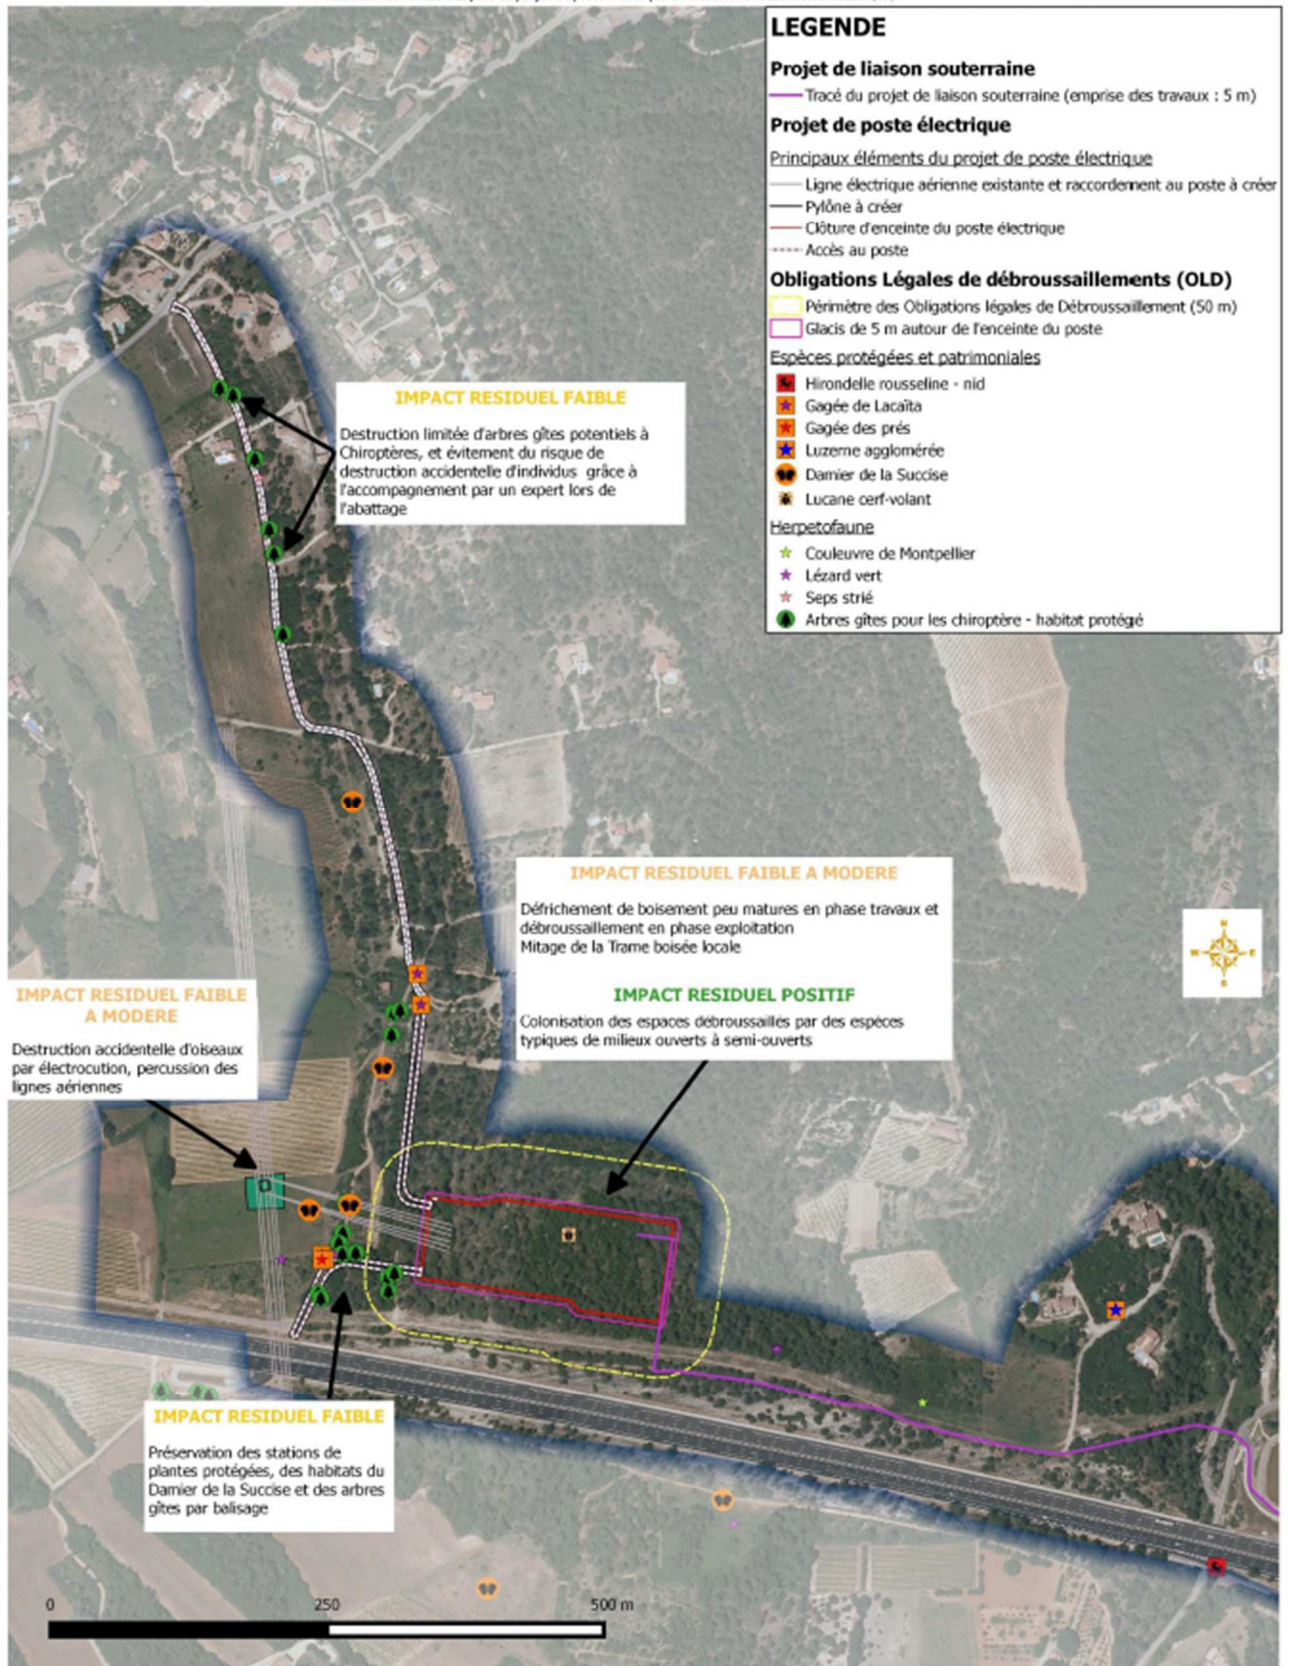 LEGENDE
Projet de liaison souterraine
Tracé du projet de liaison souterraine (emprise des travaux : 5 m)
Projet de poste électrique
Principaux éléments du projet de poste électrique
Ligne électrique aérienne existante et raccordement au poste à créer
Pylône à créer
Clôture d'enceinte du poste électrique
Accès au poste
Obligations Légales de débroussaillements (OLD)
Périmètre des Obligations légales de Débroussaillement (50 m)
Glacis de 5 m autour de l'enceinte du poste
Espèces protégées et patrimoniales
Hirondelle rousseline - nid
Gagée de Lacaïta
Gagée des prés
Luzerne agglomérée
Damier de la Succise
Lucane cerf-volant
Herpetofaune
Couleuvre de Montpellier
Lézard vert
Seps strié
Arbres gîtes pour les chiroptère - habitat protégé
IMPACT RESIDUEL FAIBLE
Destruction limitée d'arbres gîtes potentiels à
Chiroptères, et évitement du risque de
destruction accidentelle d'individus grâce à
l'accompagnement par un expert lors de
l'abattage
IMPACT RESIDUEL FAIBLE A MODERE
Défrichement de boisement peu matures en phase travaux et
débroussaillement en phase exploitation
Mitage de la Trame boisée locale
IMPACT RESIDUEL POSITIF
Colonisation des espaces débroussaillés par des espèces
typiques de milieux ouverts à semi-ouverts
N
W E
S
IMPACT RESIDUEL FAIBLE
A MODERE
Destruction accidentelle d'oiseaux
par électrocution, percussion des
lignes aériennes
IMPACT RESIDUEL FAIBLE
Préservation des stations de
plantes protégées, des habitats du
Damier de la Succise et des arbres
gîtes par balisage
0 250 500 m